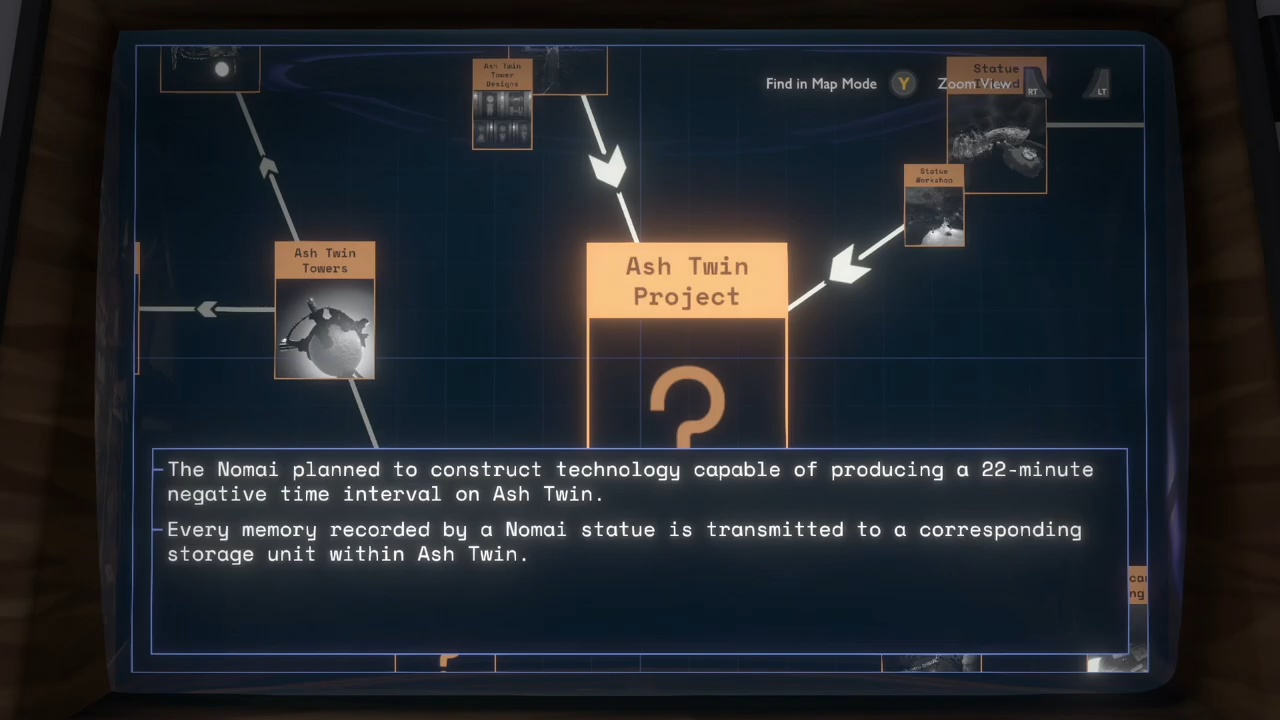 Ash Twin
Tower
Designs
Find in Map Mode
Y
Zoom View
RT
LT
Statue
Statue
Workshop
Ash Twin
Towers
Ash Twin
Project
?
The Nomai planned to construct technology capable of producing a 22-minute
negative time interval on Ash Twin.
Every memory recorded by a Nomai statue is transmitted to a corresponding
storage unit within Ash Twin.